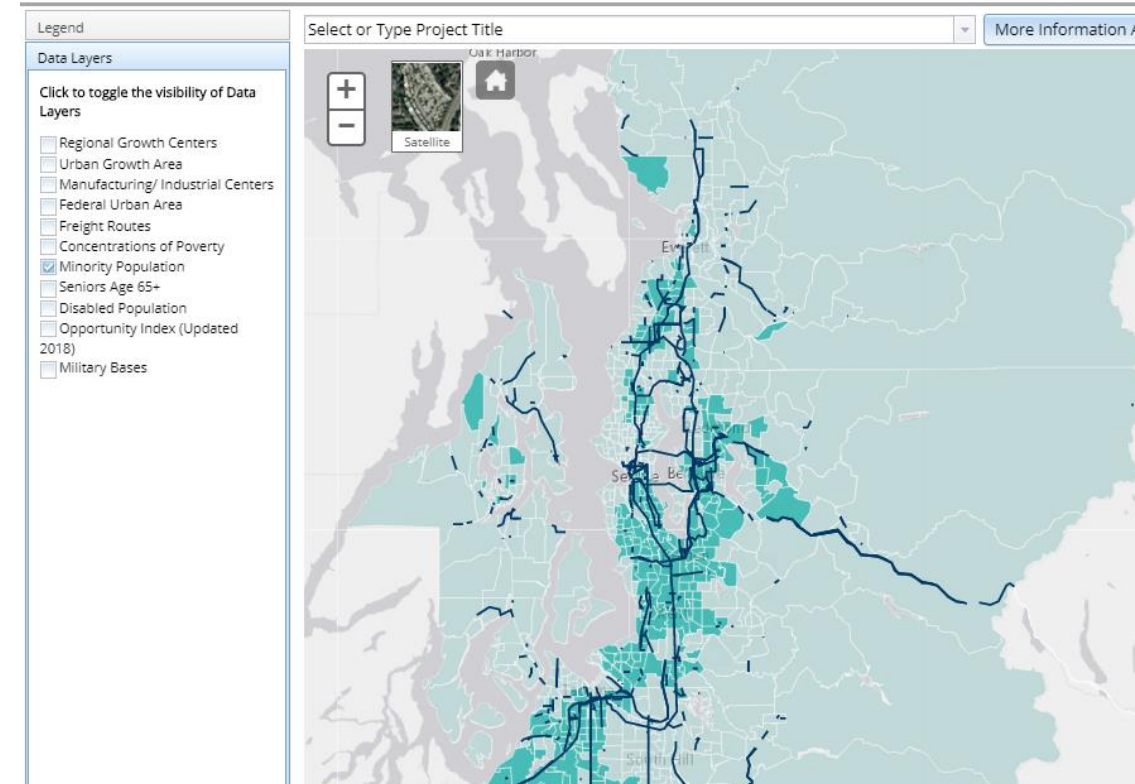 Legend
Data Layers
Click to toggle the visibility of Data
Layers
Regional Growth Centers
Urban Growth Area
Manufacturing/ Industrial Centers
Federal Urban Area
Freight Routes
Concentrations of Poverty
Minority Population
Seniors Age 65+
Disabled Population
Opportunity Index (Updated
2018)
Military Bases
Select or Type Project Title
More Information A
Oak Harbor
+
−
Satellite
South Hill